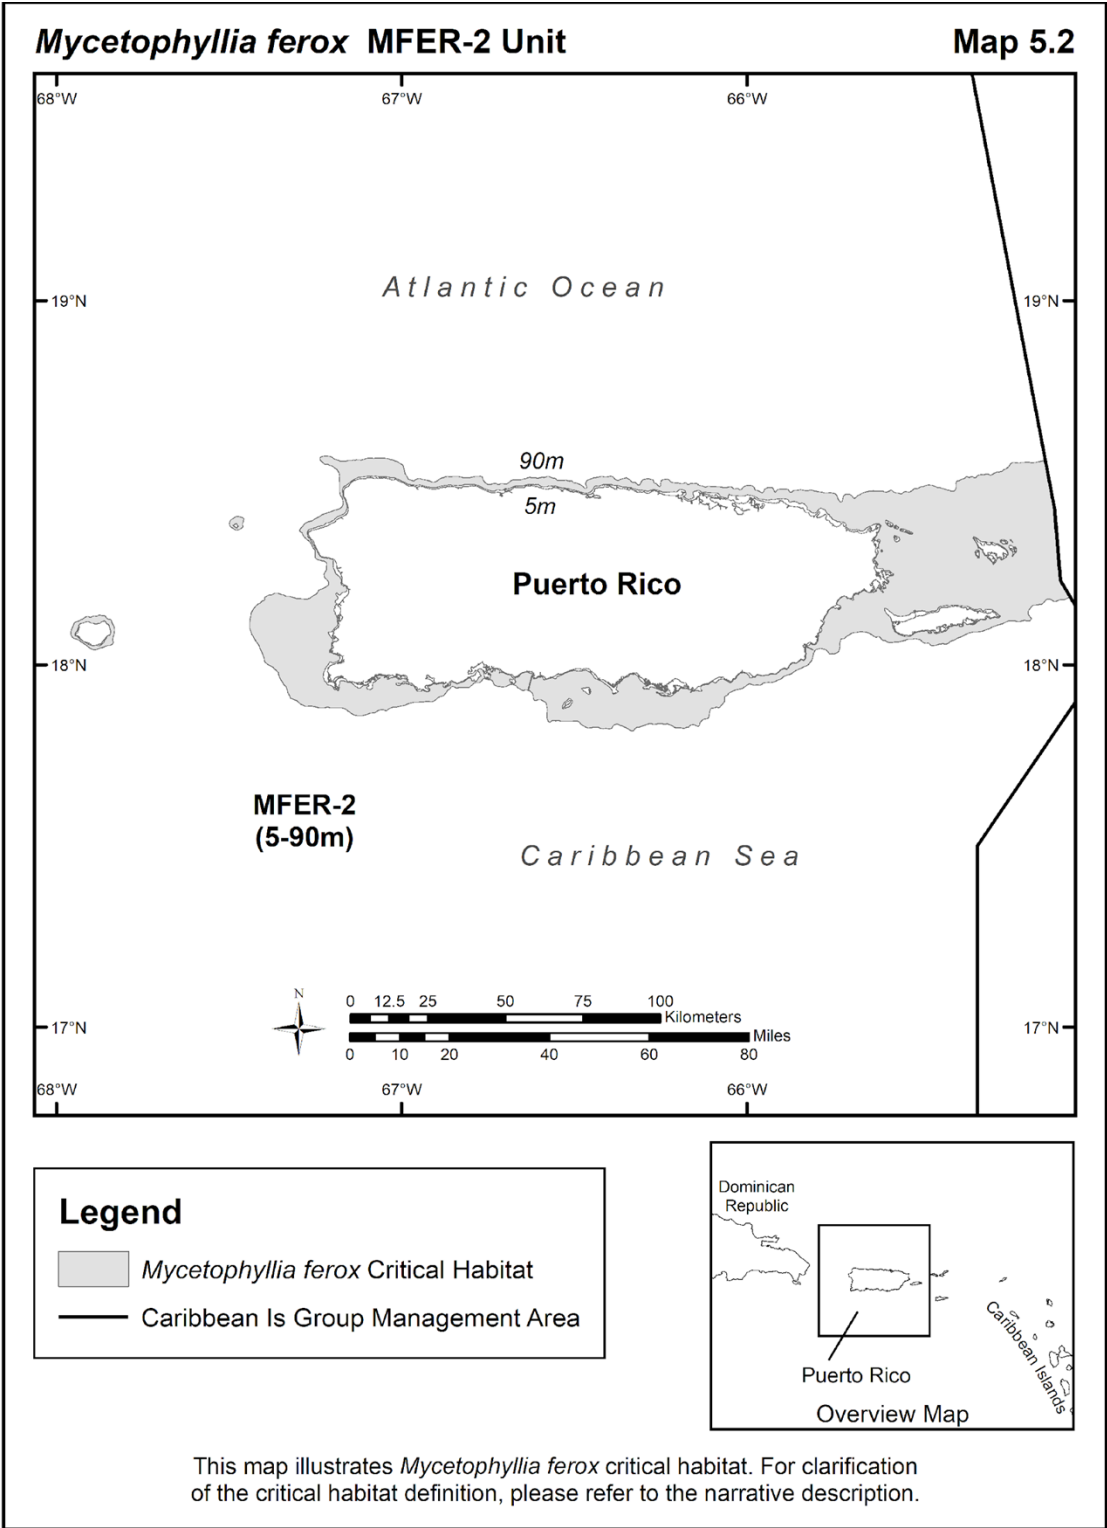 Mycetophyllia ferox MFER-2 Unit
Map 5.2
68°W
67°W
66°W
Atlantic Ocean
19°N
19°N
90m
5m
Puerto Rico
18°N
18°N
MFER-2
(5-90m)
Caribbean Sea
N
0 12.5 25 50 75 100
Kilometers
Miles
0 10 20 40 60 80
17°N
17°N
68°W
67°W
66°W
Legend
Mycetophyllia ferox Critical Habitat
Caribbean Is Group Management Area
Dominican
Republic
Caribbean Islands
Puerto Rico
Overview Map
This map illustrates Mycetophyllia ferox critical habitat. For clarification
of the critical habitat definition, please refer to the narrative description.